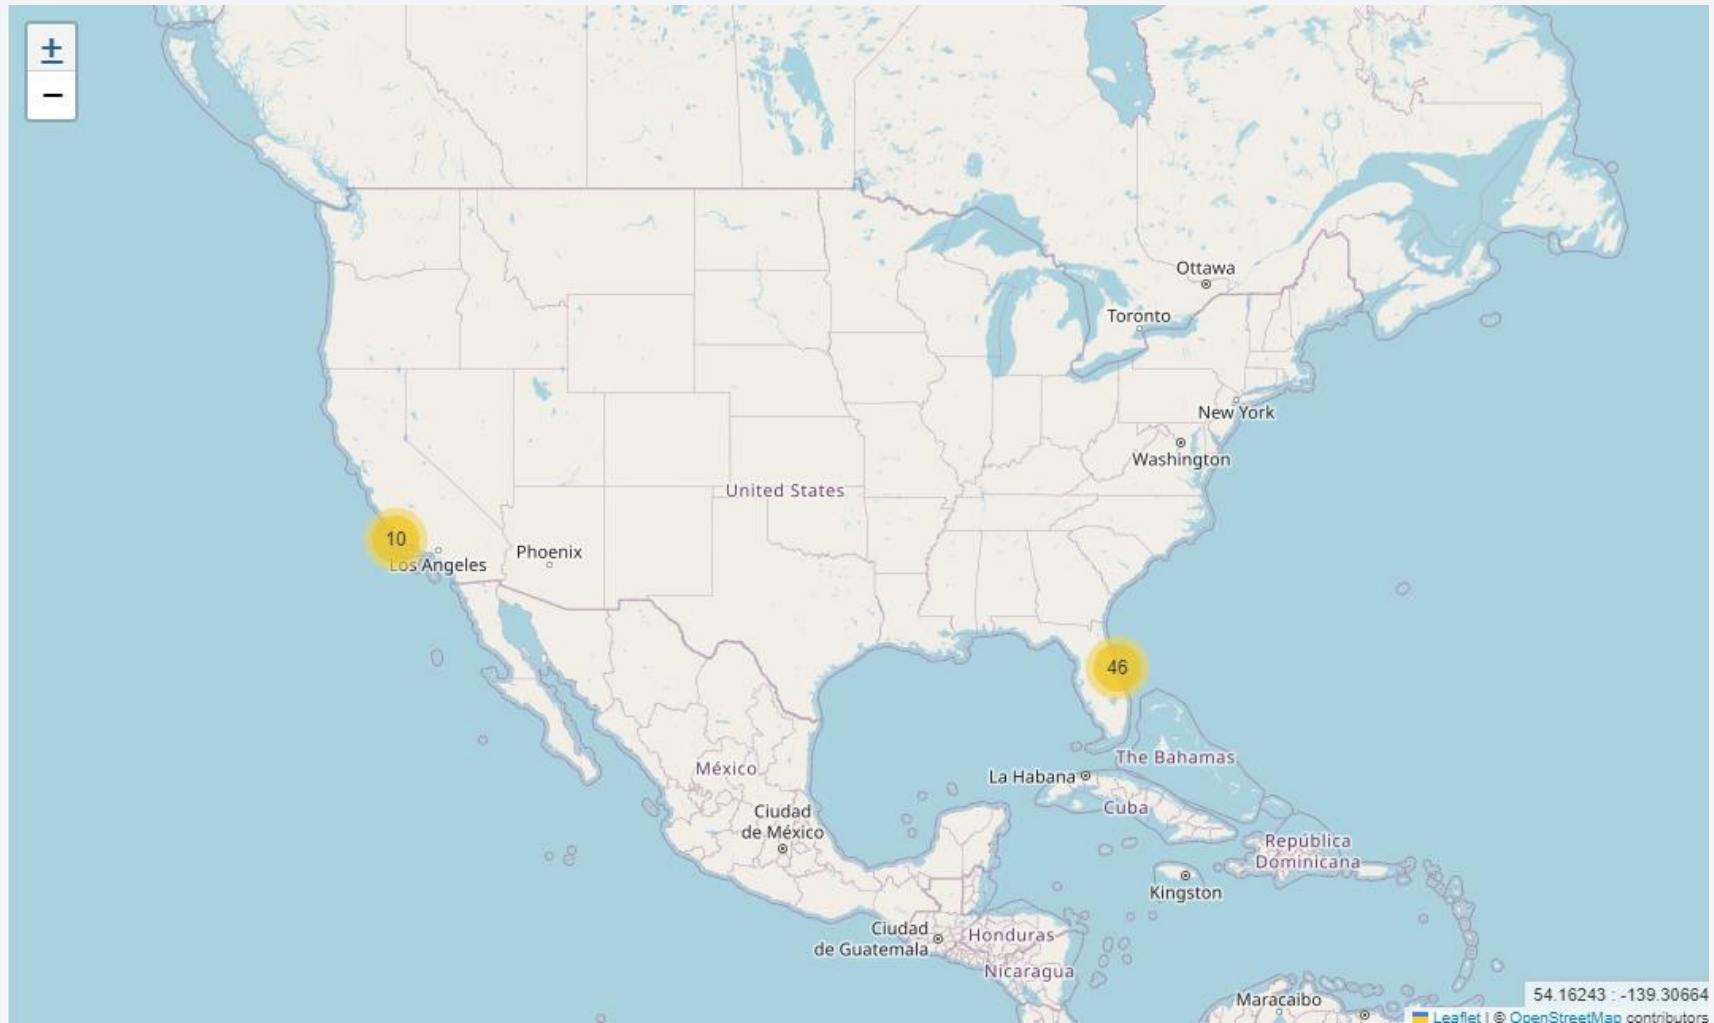 ±
−
Ottawa
Toronto
New York
Washington
United States
10
Los Angeles
Phoenix
46
México
La Habana
The Bahamas
Cuba
Ciudad
de México
República
Dominicana
Kingston
Ciudad
de Guatemala
Honduras
Nicaragua
Maracaibo
54.16243 : -139.30664
Leaflet | © OpenStreetMap contributors